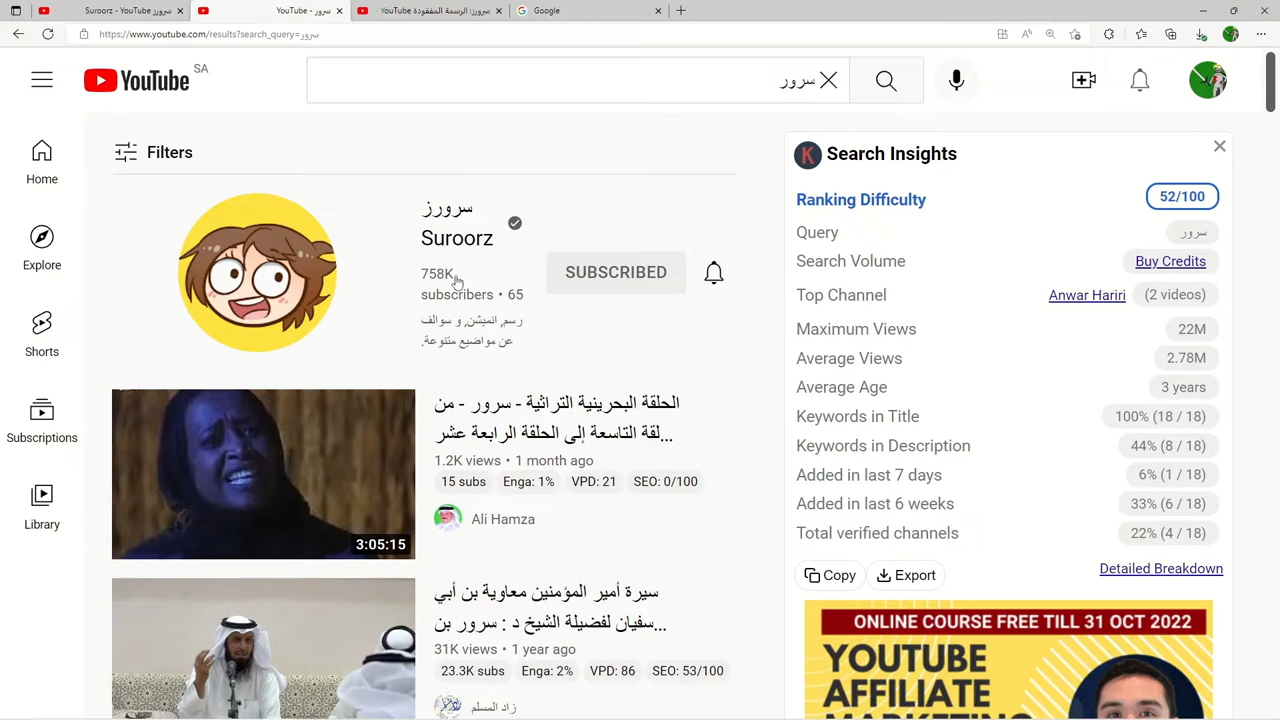 Suroorz سرورز - YouTube
سرور - YouTube
سرورز: الرسمة المفقودة - YouTube
Google
https://www.youtube.com/results?search_query=سرور
YouTube SA
سرور
Home
Explore
Shorts
Subscriptions
Library
Filters
سرورز
Suroorz
758K
subscribers • 65
رسم, انميشن, و سوالف
عن مواضيع متنوعة.
SUBSCRIBED
3:05:15
الحلقة البحرينية التراثية - سرور - من
لقة التاسعة إلى الحلقة الرابعة عشر...
1.2K views • 1 month ago
15 subs
Enga: 1%
VPD: 21
SEO: 0/100
Ali Hamza
سيرة أمير المؤمنين معاوية بن أبي
سفيان لفضيلة الشيخ د : سرور بن...
31K views • 1 year ago
23.3K subs
Enga: 2%
VPD: 86
SEO: 53/100
زاد المسلم
K Search Insights
Ranking Difficulty 52/100
Query سرور
Search Volume Buy Credits
Top Channel Anwar Hariri (2 videos)
Maximum Views 22M
Average Views 2.78M
Average Age 3 years
Keywords in Title 100% (18 / 18)
Keywords in Description 44% (8 / 18)
Added in last 7 days 6% (1 / 18)
Added in last 6 weeks 33% (6 / 18)
Total verified channels 22% (4 / 18)
Copy
Export
Detailed Breakdown
ONLINE COURSE FREE TILL 31 OCT 2022
YOUTUBE
AFFILIATE
MARKETING